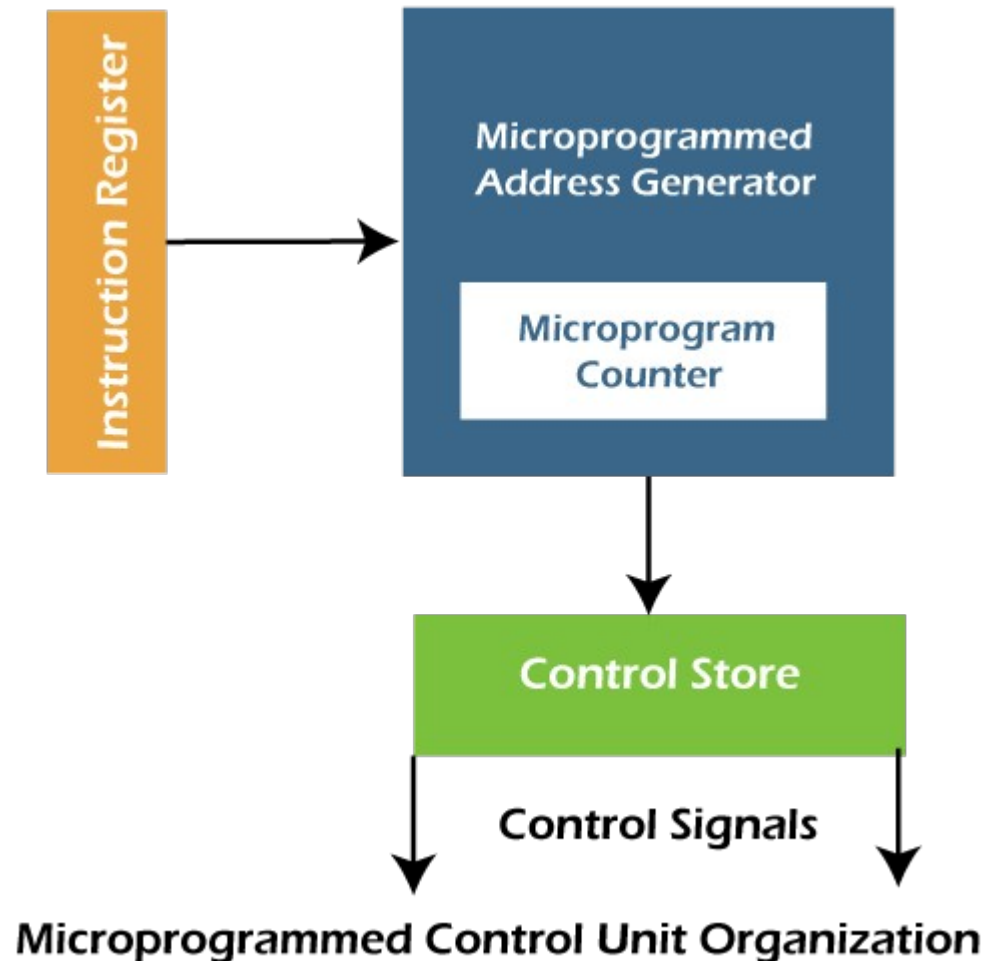 Instruction Register
Microprogrammed
Address Generator
Microprogram
Counter
Control Store
Control Signals
Microprogrammed Control Unit Organization